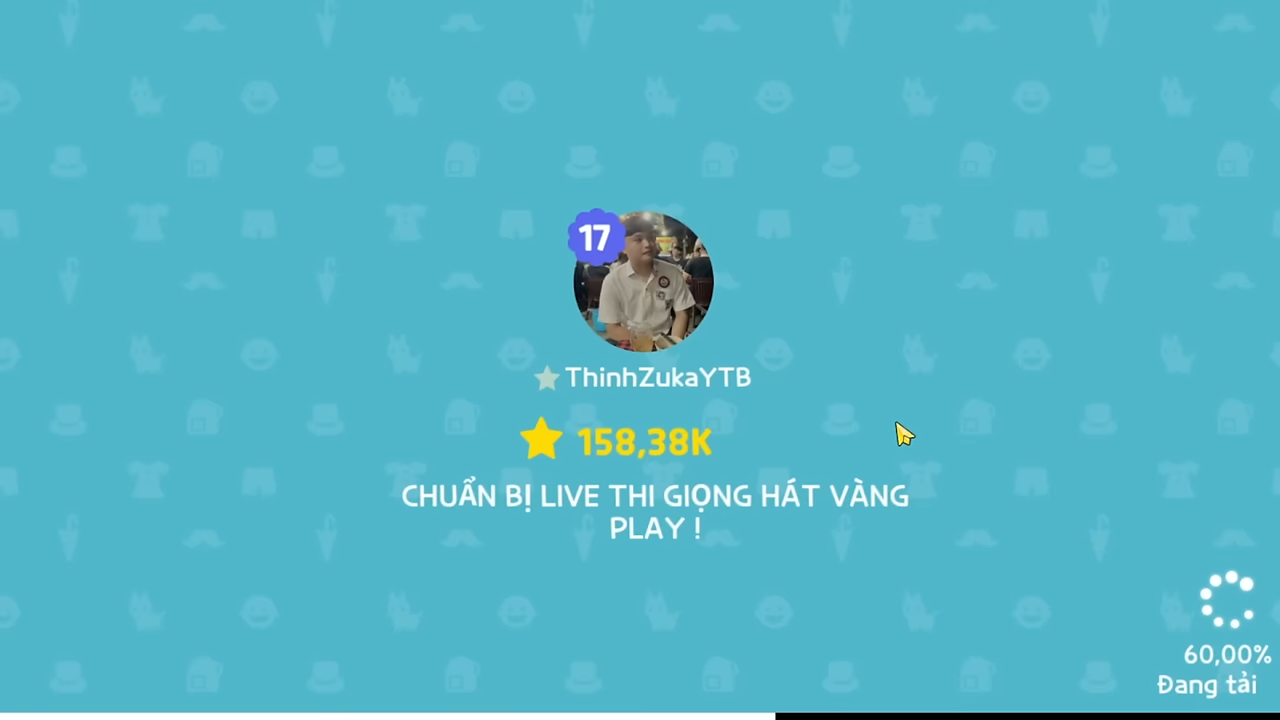 17
ThinhZukaYTB
158,38K
CHUẨN BỊ LIVE THI GIỌNG HÁT VÀNG
PLAY !
60,00%
Đang tải